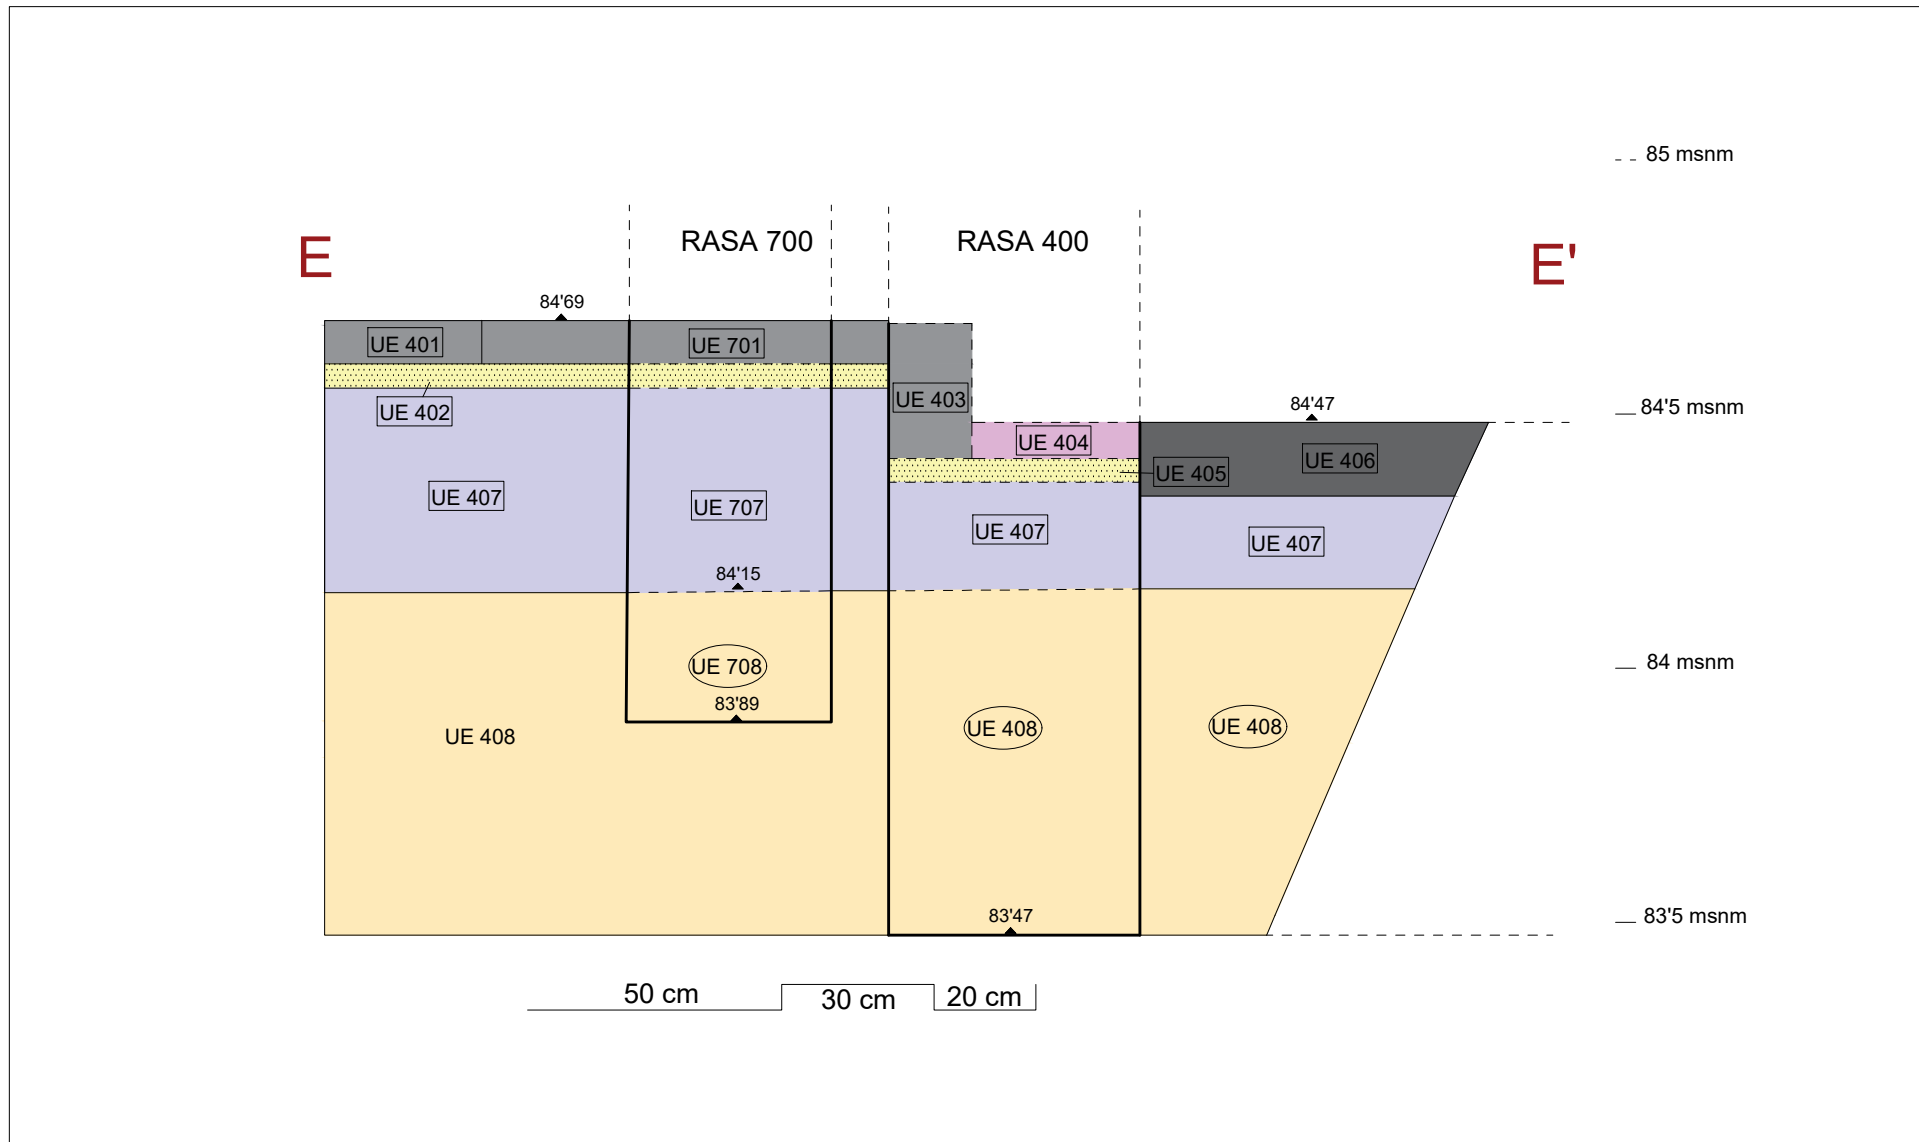 85 msnm
E
RASA 700
RASA 400
E'
84'69
UE 401
UE 701
UE 403
84'47
84'5 msnm
UE 402
UE 404
UE 405
UE 406
UE 407
UE 707
UE 407
UE 407
84'15
UE 708
84 msnm
83'89
UE 408
UE 408
UE 408
83'47
83'5 msnm
50 cm
30 cm
20 cm